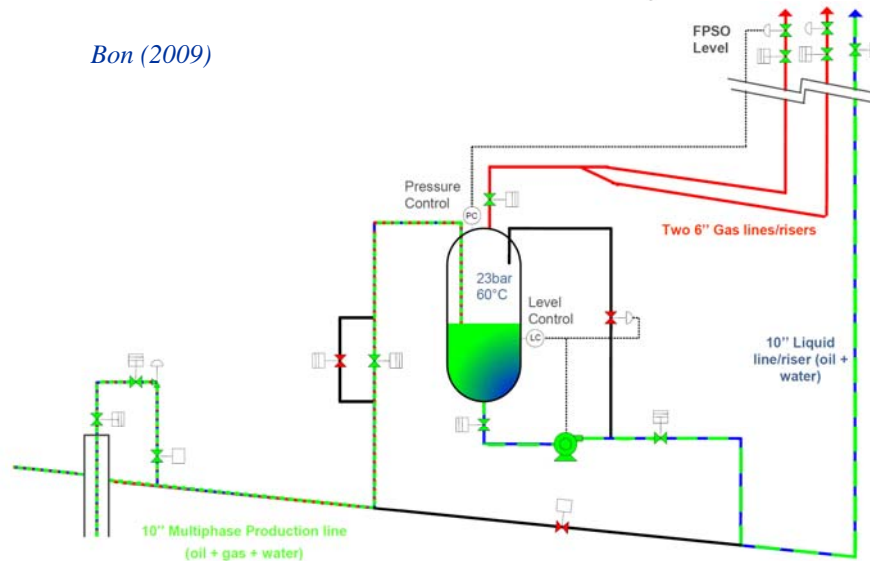 Bon (2009)
FPSO
Level
Pressure
Control
PC
Two 6" Gas lines/risers
23bar
60°C
Level
Control
LC
10" Liquid
line/riser (oil +
water)
10" Multiphase Production line
(oil + gas + water)